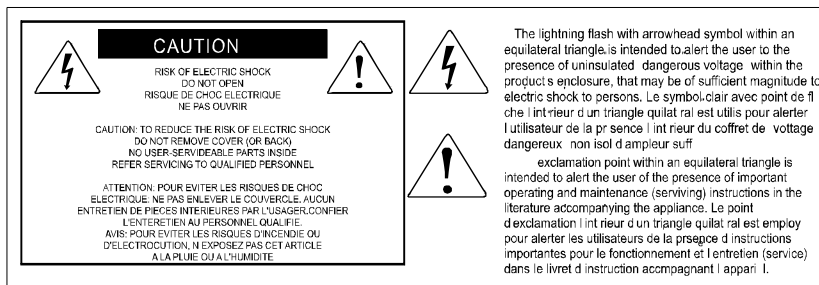 CAUTION
RISK OF ELECTRIC SHOCK
DO NOT OPEN
RISQUE DE CHOC ELECTRIQUE
NE PAS OUVRIR
CAUTION: TO REDUCE THE RISK OF ELECTRIC SHOCK
DO NOT REMOVE COVER (OR BACK)
NO USER-SERVIDEABLE PARTS INSIDE
REFER SERVICING TO QUALIFIED PERSONNEL
ATTENTION: POUR EVITER LES RISQUES DE CHOC
ELECTRIQUE: NE PAS ENLEVER LE COUVERCLE. AUCUN
ENTRETIEN DE PIECES INTERIEURES PAR L'USAGER.CONFIER
L'ENTERETIEN AU PERSONNEL QUALIFIE.
AVIS: POUR EVITER LES RISQUES D'INCENDIE OU
D'ELECTROCUTION, N EXPOSEZ PAS CET ARTICLE
A LA PLUIE OU A L'HUMIDITE
The lightning flash with arrowhead symbol within an
equilateral triangle,is intended to.alert the user to the
presence of uninsulated dangerous voltage within the
product s enclosure, that may be of sufficient magnitude to
electric shock to persons. Le symbol.clair avec point de fl
che l int rieur d un triangle quilat ral est utilis pour alerter
l utilisateur de la pr sence l int rieur du coffret de vottage
dangereux non isol d ampleur suff
exclamation point within an equilateral triangle is
intended to alert the user of the presence of important
operating and maintenance (serviving) instructions in the
literature accompanying the appliance. Le point
d exclamation l int rieur d un triangle quilat ral est employ
pour alerter les utilisateurs de la prsence d instructions
importantes pour le fonctionnement et l entretien (service)
dans le livret d instruction accmpagnant l appari l.